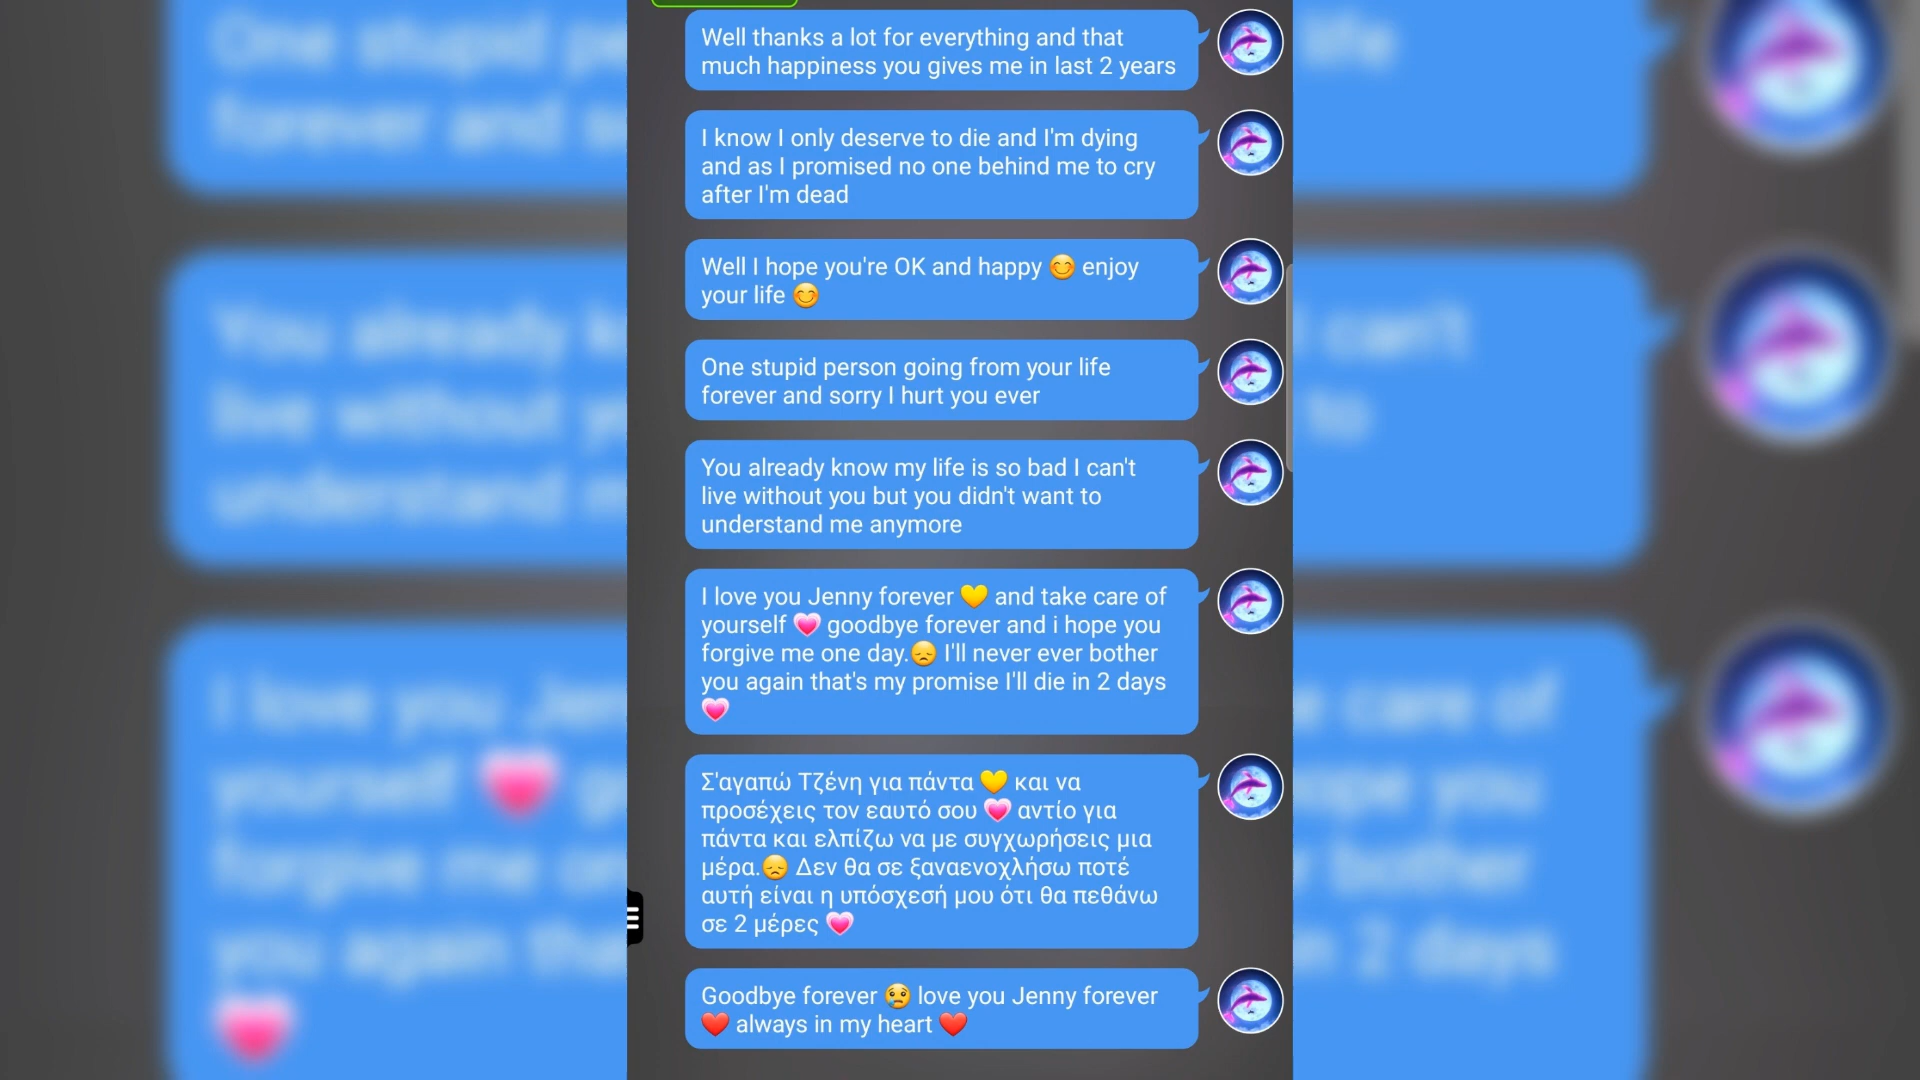 Well thanks a lot for everything and that
much happiness you gives me in last 2 years
I know I only deserve to die and I'm dying
and as I promised no one behind me to cry
after I'm dead
Well I hope you're OK and happy 😊 enjoy
your life 😊
One stupid person going from your life
forever and sorry I hurt you ever
You already know my life is so bad I can't
live without you but you didn't want to
understand me anymore
I love you Jenny forever 💛 and take care of
yourself 💗 goodbye forever and i hope you
forgive me one day.😞 I'll never ever bother
you again that's my promise I'll die in 2 days
💗
Σ'αγαπώ Τζένη για πάντα 💛 και να
προσέχεις τον εαυτό σου 💗 αντίο για
πάντα και ελπίζω να με συγχωρήσεις μια
μέρα.😞 Δεν θα σε ξαναενοχλήσω ποτέ
αυτή είναι η υπόσχεσή μου ότι θα πεθάνω
σε 2 μέρες 💗
Goodbye forever 😢 love you Jenny forever
❤️ always in my heart ❤️